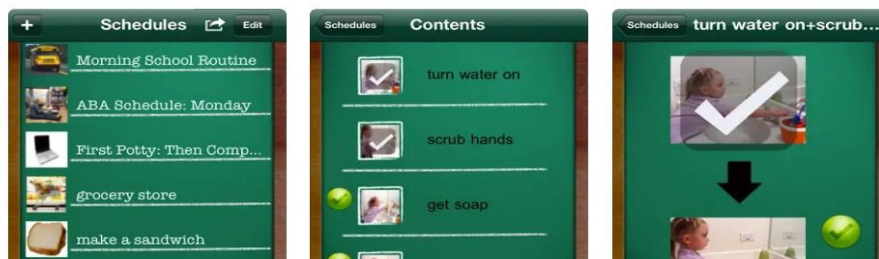 Schedules
Edit
Morning School Routine
ABA Schedule: Monday
First Potty: Then Comp...
grocery store
make a sandwich
Schedules
Contents
turn water on
scrub hands
get soap
Schedules
turn water on+scrub...